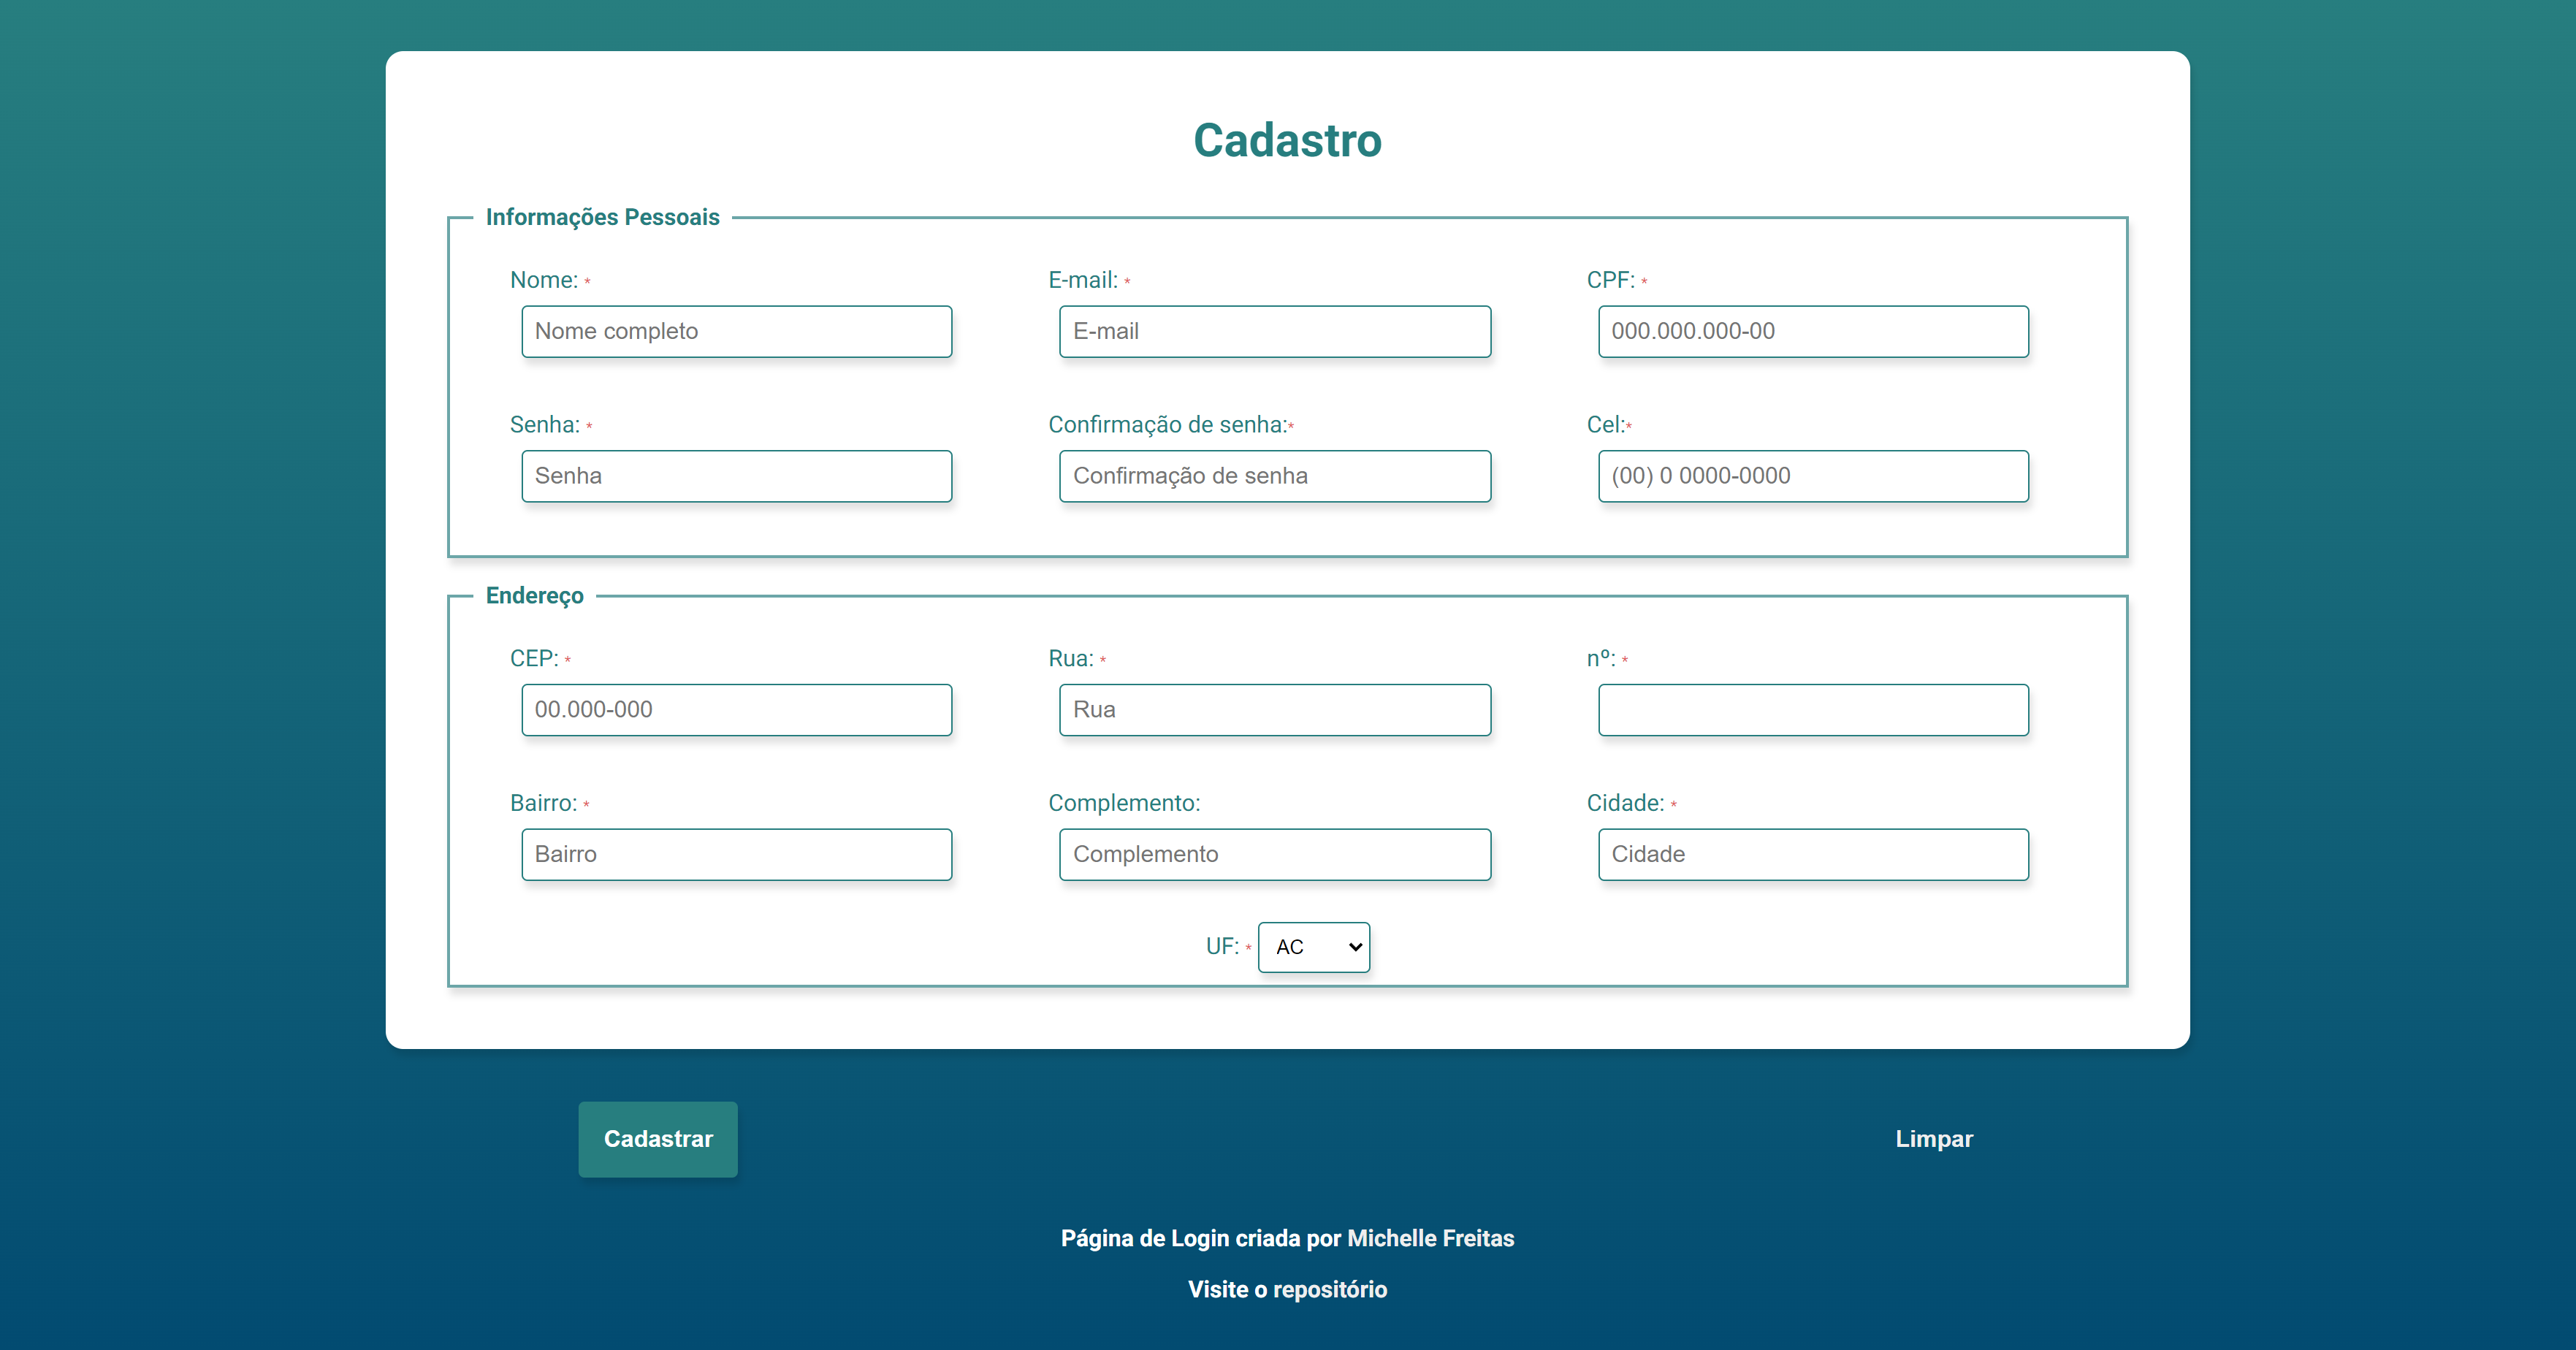 Cadastro
Informações Pessoais
Nome: * E-mail: * CPF: *
Nome completo E-mail 000.000.000-00
Senha: * Confirmação de senha:* Cel:*
Senha Confirmação de senha (00) 0 0000-0000
Endereço
CEP: * Rua: * nº: *
00.000-000 Rua
Bairro: * Complemento: Cidade: *
Bairro Complemento Cidade
UF: * AC
Cadastrar Limpar
Página de Login criada por Michelle Freitas
Visite o repositório